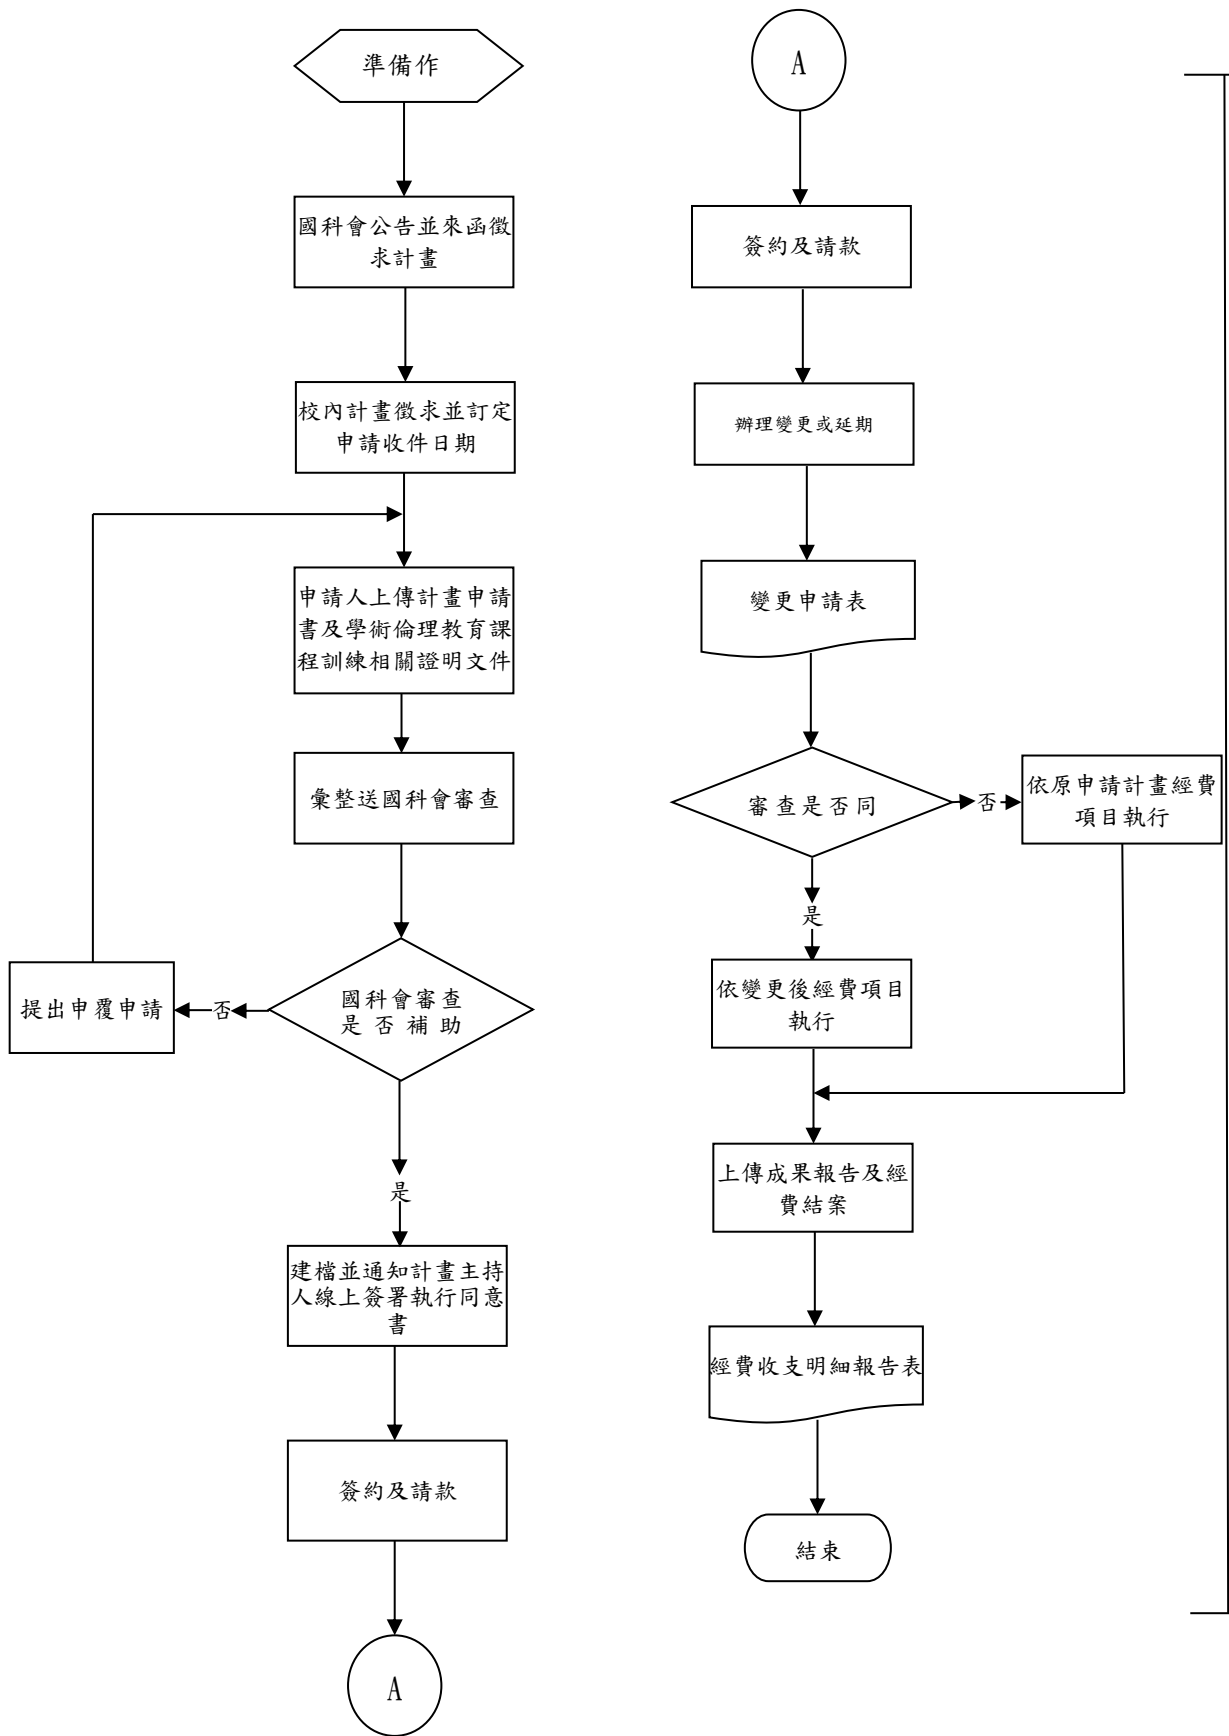 準備作
國科會公告並來函徵
求計畫
校內計畫徵求並訂定
申請收件日期
申請人上傳計畫申請
書及學術倫理教育課
程訓練相關證明文件
彙整送國科會審查
國科會審查
是否補助
否
提出申覆申請
是
建檔並通知計畫主持
人線上簽署執行同意
書
簽約及請款
A
A
簽約及請款
辦理變更或延期
變更申請表
審查是否同
否
依原申請計畫經費
項目執行
是
依變更後經費項目
執行
上傳成果報告及經
費結案
經費收支明細報告表
結束